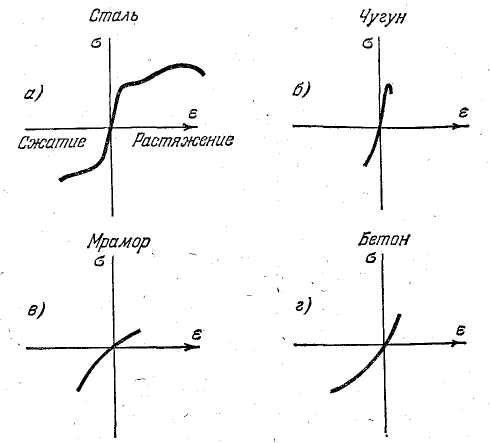 Сталь
Чугун
σ
σ
а)
ε
б)
ε
Сжатие
Растяжение
Мрамор
Бетон
σ
σ
в)
ε
г)
ε